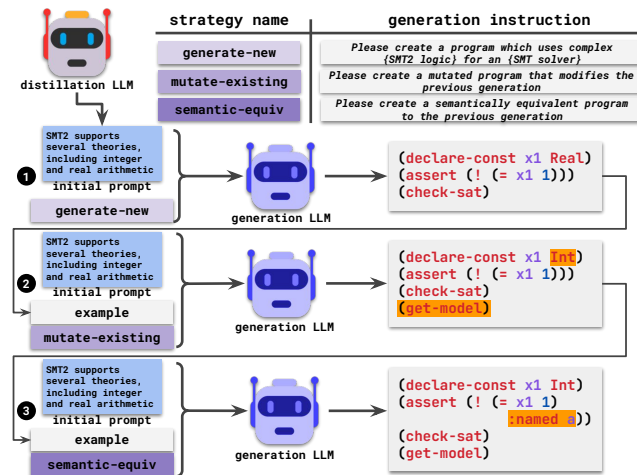 strategy name
generation instruction
generate-new
Please create a program which uses complex
{SMT2 logic} for an {SMT solver}
mutate-existing
Please create a mutated program that modifies the
previous generation
semantic-equiv
Please create a semantically equivalent program
to the previous generation
distillation LLM
1
SMT2 supports
several theories,
including integer
and real arithmetic
initial prompt
generate-new
generation LLM
(declare-const x1 Real)
(assert (! (= x1 1)))
(check-sat)
2
SMT2 supports
several theories,
including integer
and real arithmetic
initial prompt
example
mutate-existing
generation LLM
(declare-const x1 Int)
(assert (! (= x1 1)))
(check-sat)
(get-model)
3
SMT2 supports
several theories,
including integer
and real arithmetic
initial prompt
example
semantic-equiv
generation LLM
(declare-const x1 Int)
(assert (! (= x1 1)
:named a))
(check-sat)
(get-model)